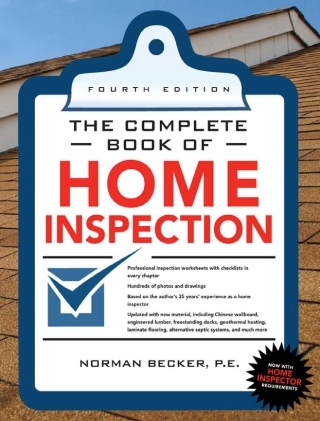 FOURTH EDITION
THE COMPLETE
BOOK OF
HOME
INSPECTION
Professional inspection worksheets with checklists in
every chapter
Hundreds of photos and drawings
Based on the author's 35 years' experience as a home
inspector
Updated with new material, including Chinese wallboard,
engineered lumber, freestanding decks, geothermal heating,
laminate flooring, alternative septic systems, and much more
NORMAN BECKER, P.E.
NOW WITH
HOME
INSPECTOR
REQUIREMENTS